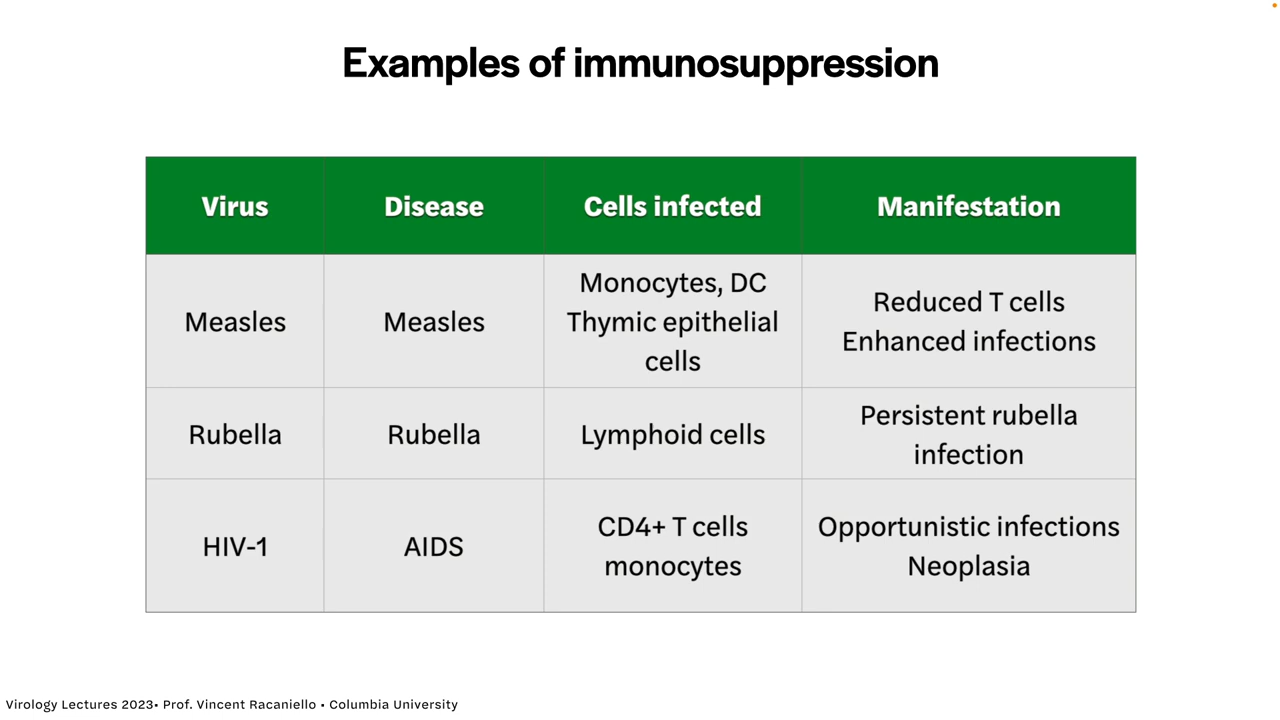 Examples of immunosuppression
Virus Disease Cells infected Manifestation
Measles
Measles
Monocytes, DC
Thymic epithelial
cells
Reduced T cells
Enhanced infections
Rubella
Rubella
Lymphoid cells
Persistent rubella
infection
HIV-1
AIDS
CD4+ T cells
monocytes
Opportunistic infections
Neoplasia
Virology Lectures 2023• Prof. Vincent Racaniello • Columbia University